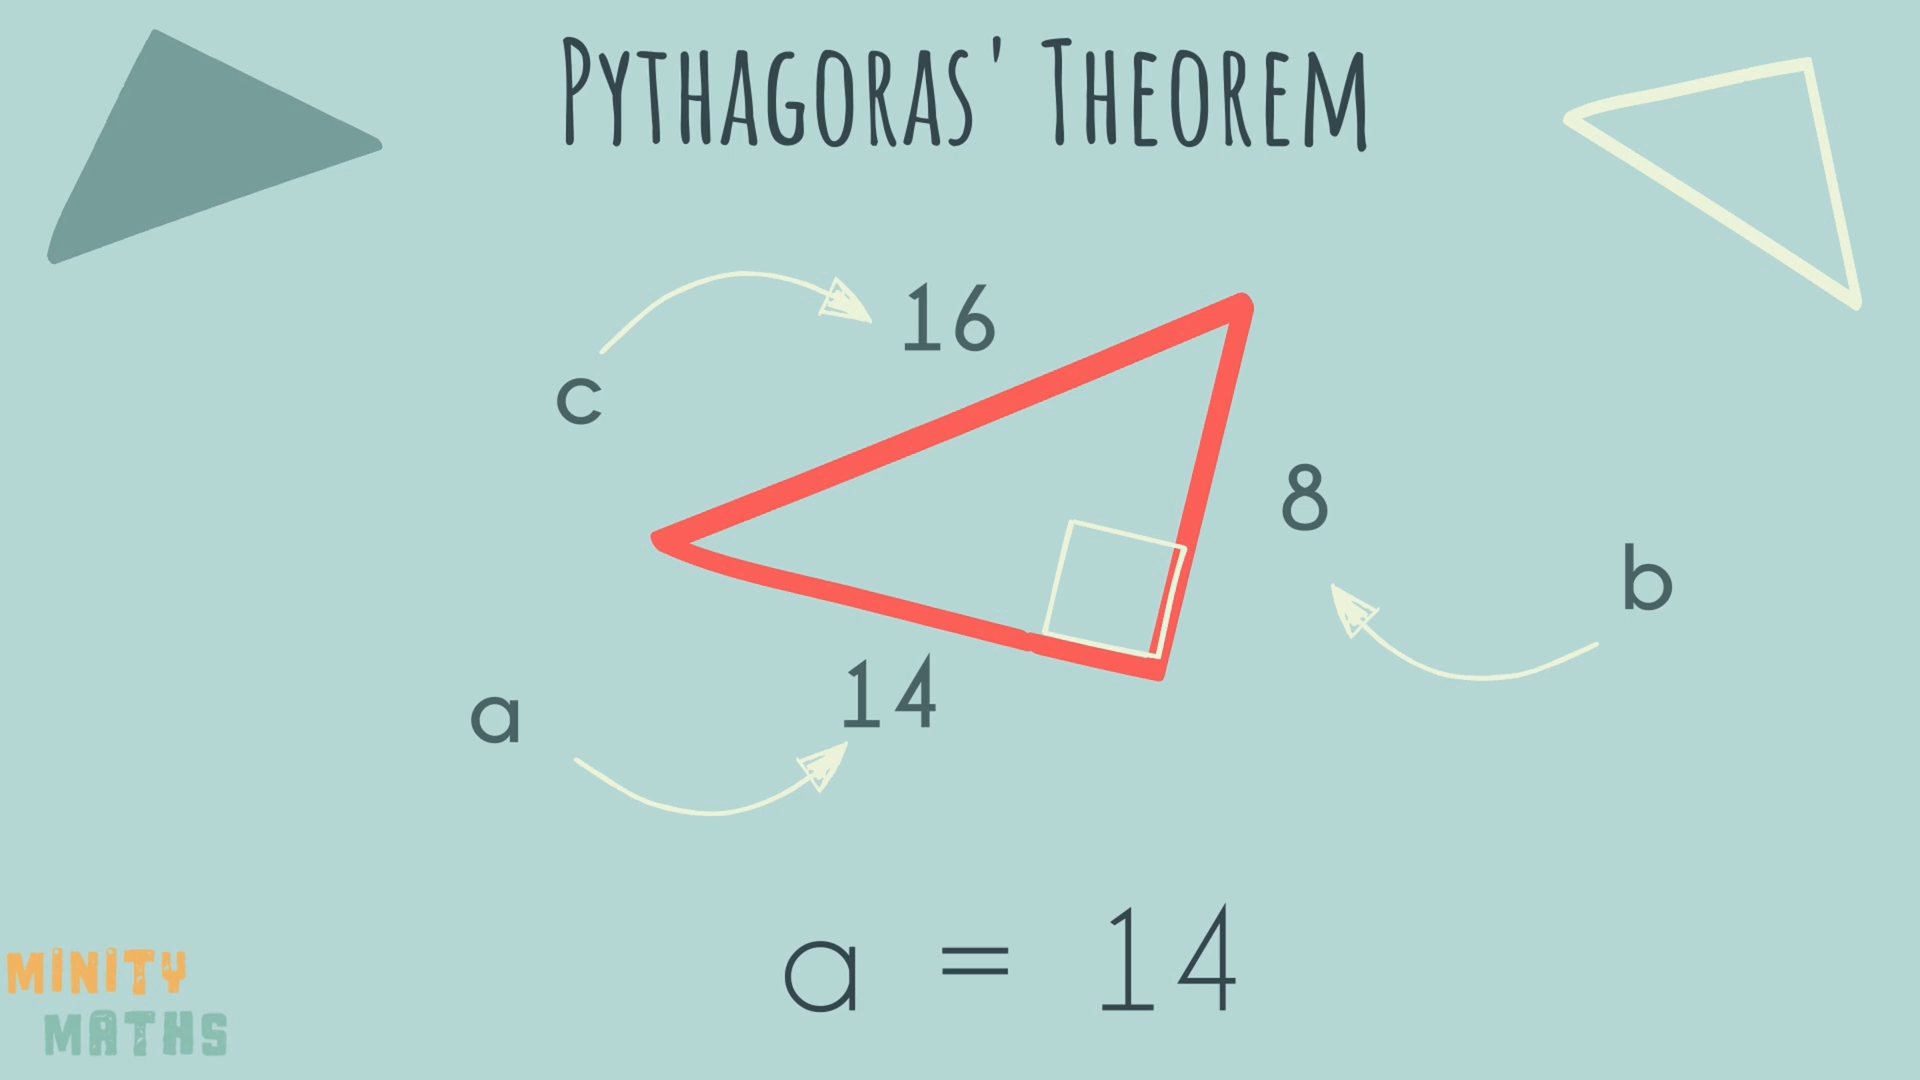 PYTHAGORAS' THEOREM
16
c
8
b
14
a
a = 14
MINITY
MATHS